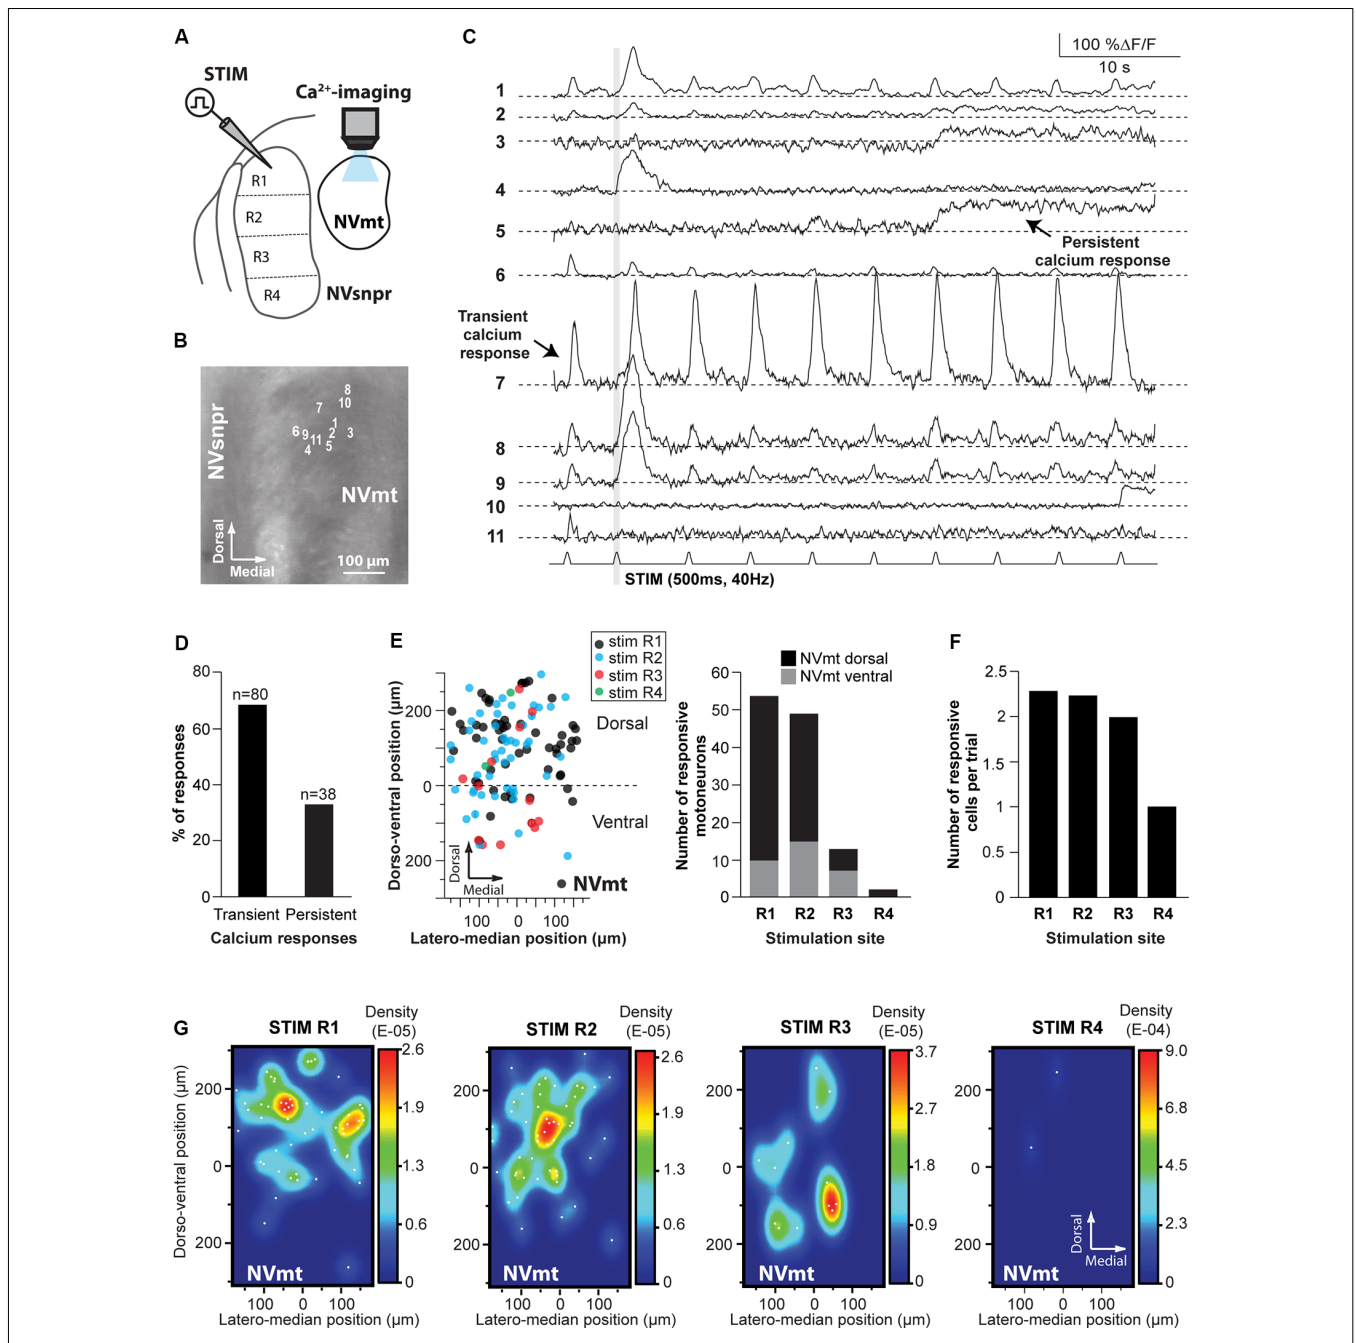 A
STIM
Ca²⁺-imaging
R1
R2
R3
R4
NVmt
NVsnpr
B
NVsnpr
8
10
7
1
6 9 11 2 3
4 5
NVmt
Dorsal
Medial
100 µm
C
100 %ΔF/F
10 s
1
2
3
4
5
Persistent
calcium response
6
Transient
calcium
response
7
8
9
10
11
STIM (500ms, 40Hz)
D
% of responses
80
60
40
20
0
n=80
n=38
Transient Persistent
Calcium responses
E
stim R1
stim R2
stim R3
stim R4
Dorso-ventral position (µm)
200
0
200
Dorsal
Ventral
Dorsal
Medial
NVmt
100 0 100
Latero-median position (µm)
NVmt dorsal
NVmt ventral
Number of responsive
motoneurons
60
50
40
30
20
10
0
R1 R2 R3 R4
Stimulation site
F
Number of responsive
cells per trial
2.5
2
1.5
1
0.5
0
R1 R2 R3 R4
Stimulation site
G
STIM R1
Density
(E-05)
2.6
1.9
1.3
0.6
0
Dorso-ventral position (µm)
200
0
200
NVmt
100 0 100
Latero-median position (µm)
STIM R2
Density
(E-05)
2.6
1.9
1.3
0.6
0
200
0
200
NVmt
100 0 100
Latero-median position (µm)
STIM R3
Density
(E-05)
3.7
2.7
1.8
0.9
0
200
0
200
NVmt
100 0 100
Latero-median position (µm)
STIM R4
Density
(E-04)
9.0
6.8
4.5
2.3
0
200
0
200
Dorsal
Medial
NVmt
100 0 100
Latero-median position (µm)